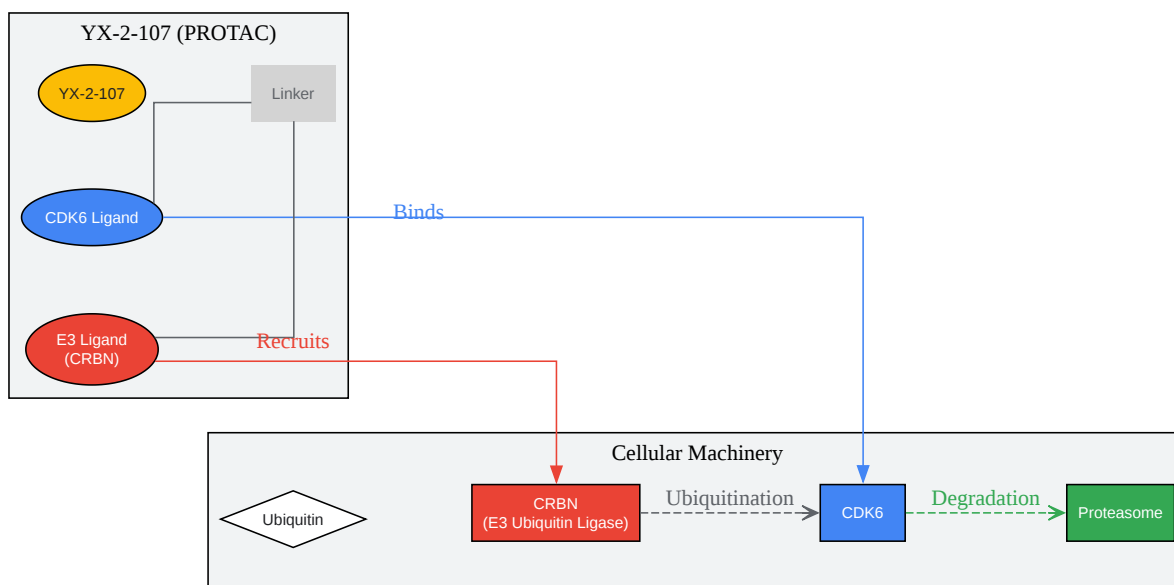 YX-2-107 (PROTAC)
YX-2-107
Linker
CDK6 Ligand
Binds
E3 Ligand
(CRBN)
Recruits
Cellular Machinery
Ubiquitin
CRBN
(E3 Ubiquitin Ligase)
Ubiquitination
CDK6
Degradation
Proteasome